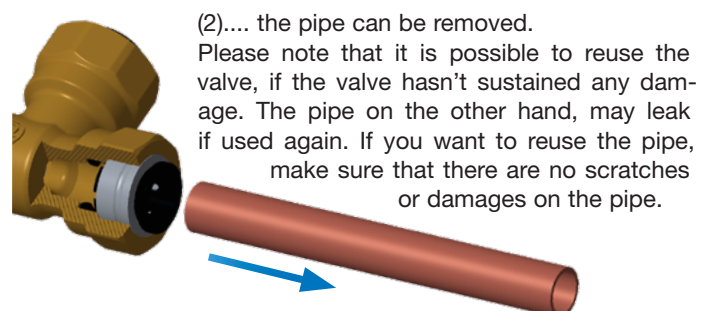 (2).... the pipe can be removed.
Please note that it is possible to reuse the
valve, if the valve hasn't sustained any dam-
age. The pipe on the other hand, may leak
if used again. If you want to reuse the pipe,
make sure that there are no scratches
or damages on the pipe.